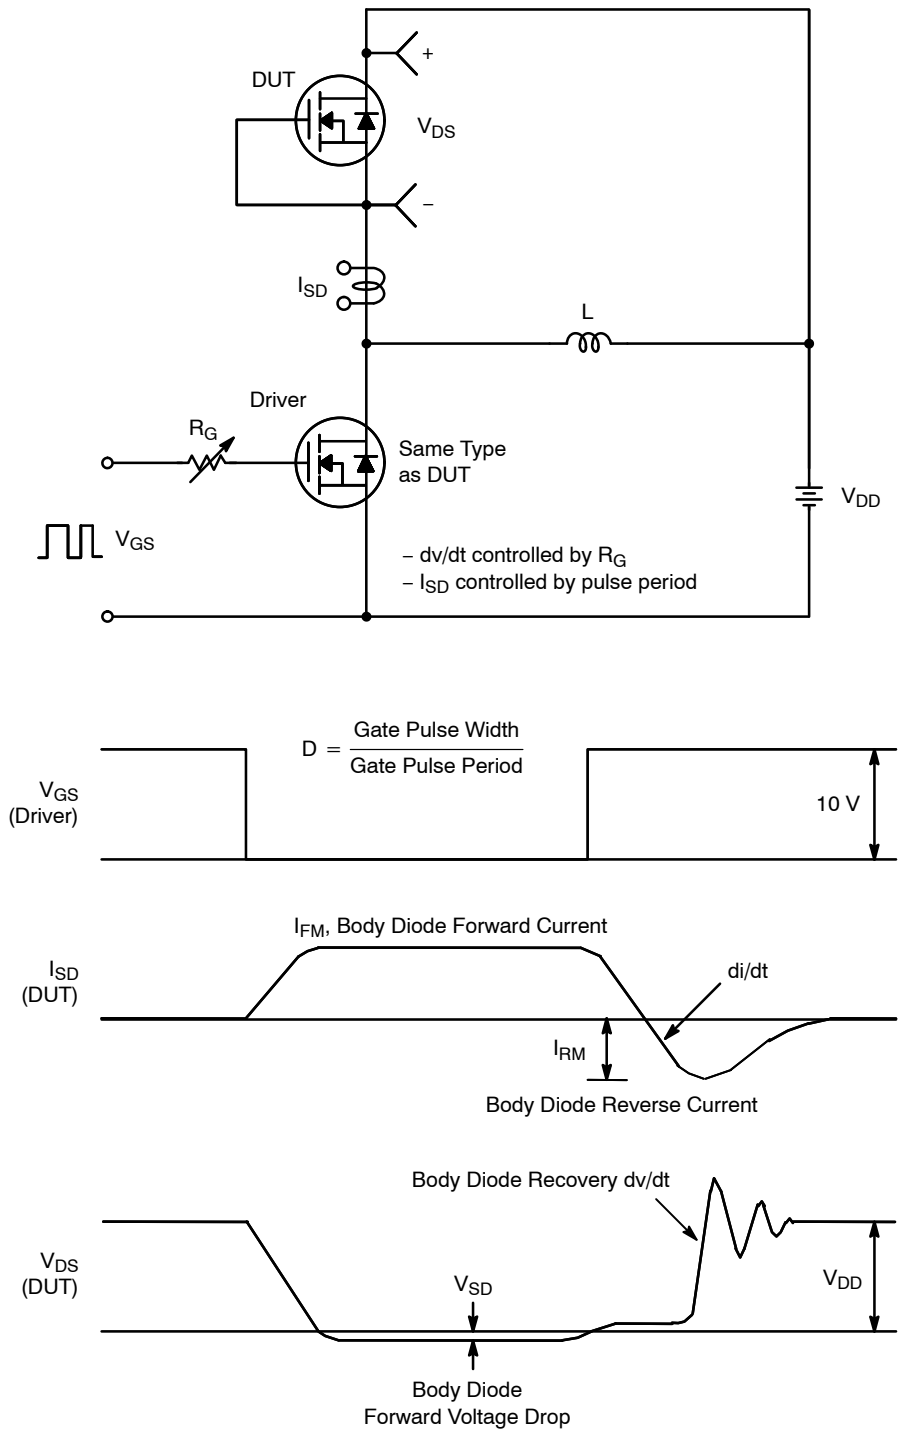 DUT
+
V_DS
−
I_SD
L
Driver
R_G
Same Type
as DUT
V_DD
V_GS
− dv/dt controlled by R_G
− I_SD controlled by pulse period
D = Gate Pulse Width / Gate Pulse Period
V_GS
(Driver)
10 V
I_FM, Body Diode Forward Current
I_SD
(DUT)
di/dt
I_RM
Body Diode Reverse Current
Body Diode Recovery dv/dt
V_DS
(DUT)
V_SD
V_DD
Body Diode
Forward Voltage Drop